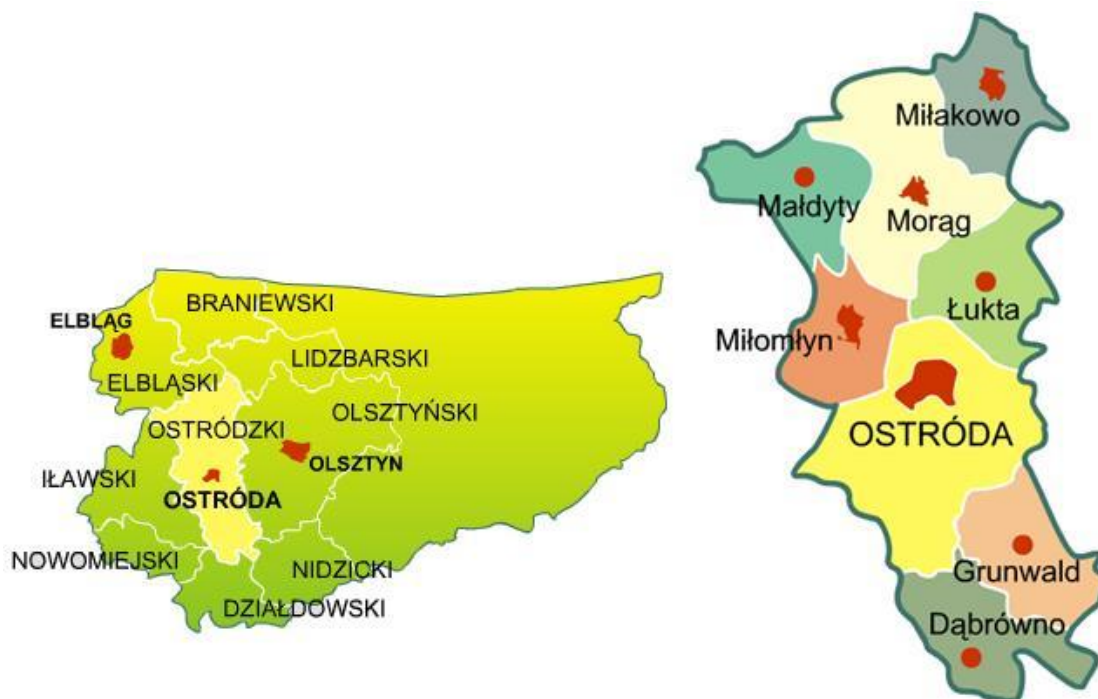 BRANIEWSKI
ELBLĄG
LIDZBARSKI
ELBLĄSKI
OLSZTYŃSKI
OSTRÓDZKI
OLSZTYN
IŁAWSKI
OSTRÓDA
NOWOMIEJSKI
NIDZICKI
DZIAŁDOWSKI
Miłakowo
Małdyty
Morąg
Łukta
Miłomłyn
OSTRÓDA
Grunwald
Dąbrówno